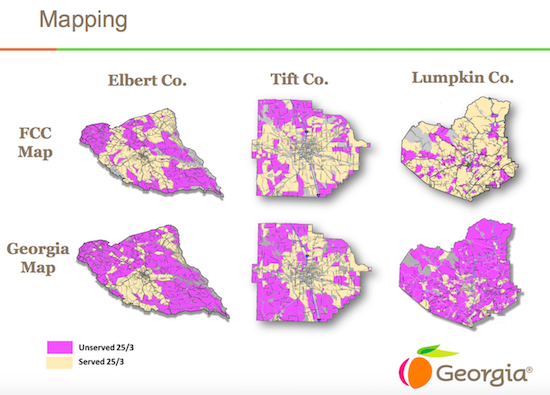 Mapping
Elbert Co.
Tift Co.
Lumpkin Co.
FCC
Map
Georgia
Map
Unserved 25/3
Served 25/3
Georgia®